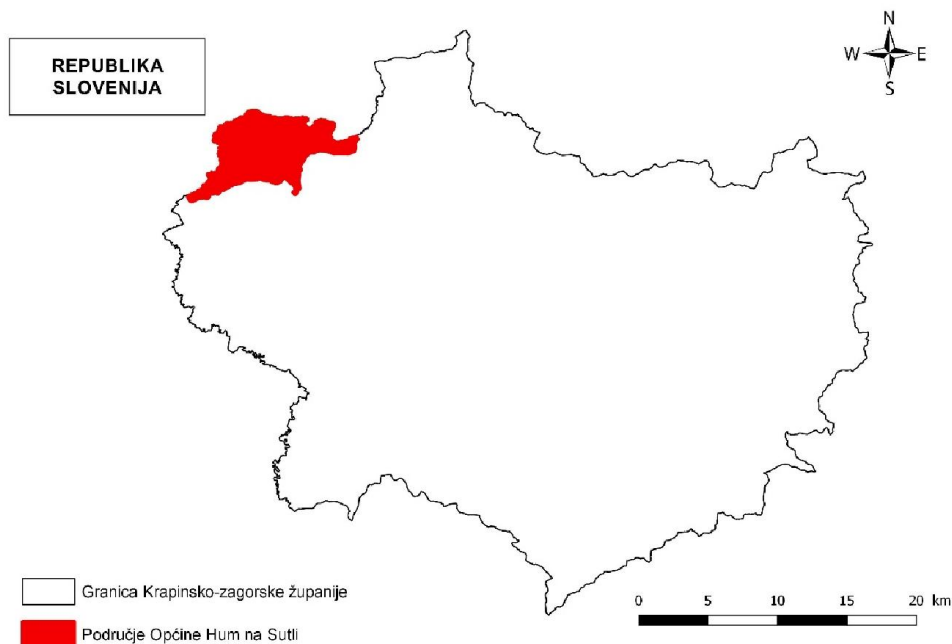 REPUBLIKA
SLOVENIJA
N
W E
S
Granica Krapinsko-zagorske županije
Područje Općine Hum na Sutli
0 5 10 15 20 km